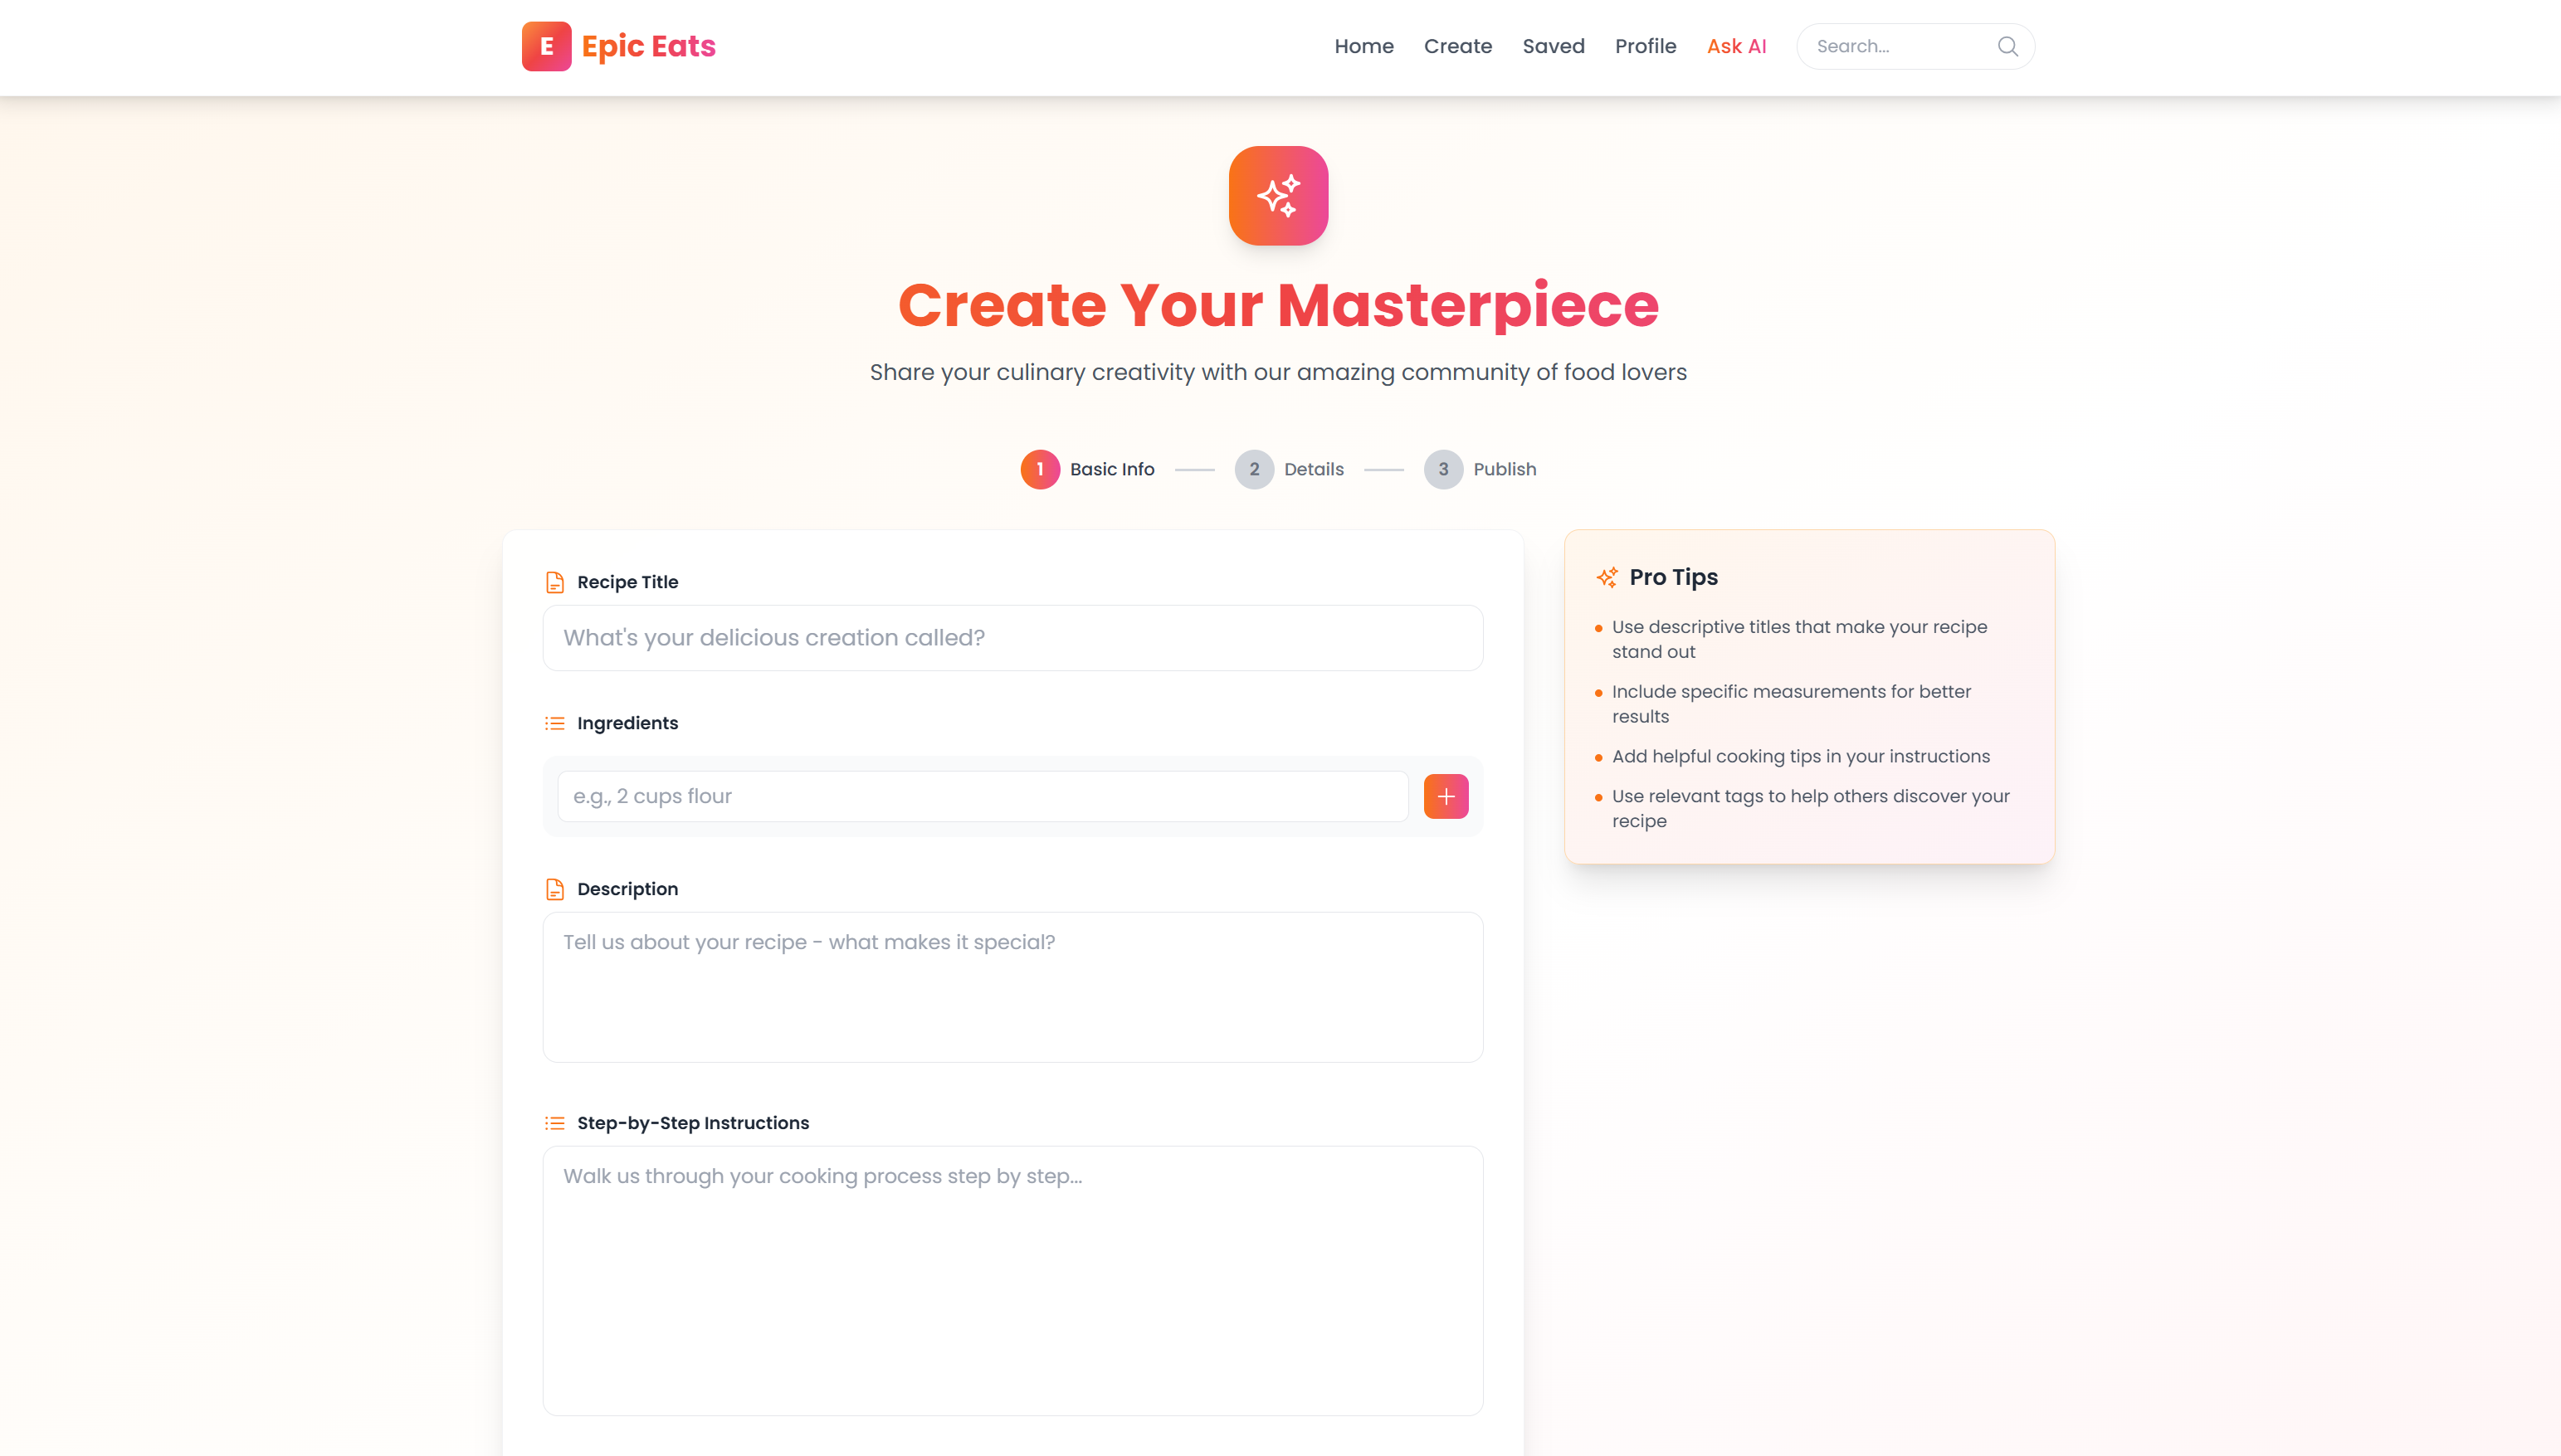 E Epic Eats
Home Create Saved Profile Ask AI Search...
Create Your Masterpiece
Share your culinary creativity with our amazing community of food lovers
1 Basic Info 2 Details 3 Publish
Recipe Title
What's your delicious creation called?
Ingredients
e.g., 2 cups flour
Description
Tell us about your recipe - what makes it special?
Step-by-Step Instructions
Walk us through your cooking process step by step...
Pro Tips
Use descriptive titles that make your recipe
stand out
Include specific measurements for better
results
Add helpful cooking tips in your instructions
Use relevant tags to help others discover your
recipe